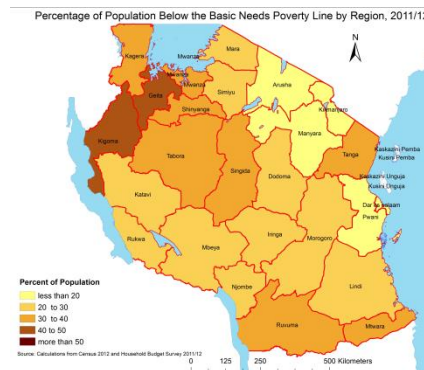 Percentage of Population Below the Basic Needs Poverty Line by Region, 2011/12
N
Mara
Kagera
Mwanza
Mwanza
Mwanza
Geita
Simiyu
Arusha
Shinyanga
Kilimanjaro
Manyara
Kigoma
Tabora
Singida
Dodoma
Tanga
Kaskazini Pemba
Kusini Pemba
Kaskazini Unguja
Kusini Unguja
Dar es salaam
Pwani
Katavi
Rukwa
Mbeya
Iringa
Morogoro
Njombe
Lindi
Ruvuma
Mtwara
Percent of Population
less than 20
20 to 30
30 to 40
40 to 50
more than 50
Source: Calculations from Census 2012 and Household Budget Survey 2011/12
0 125 250 500 Kilometers